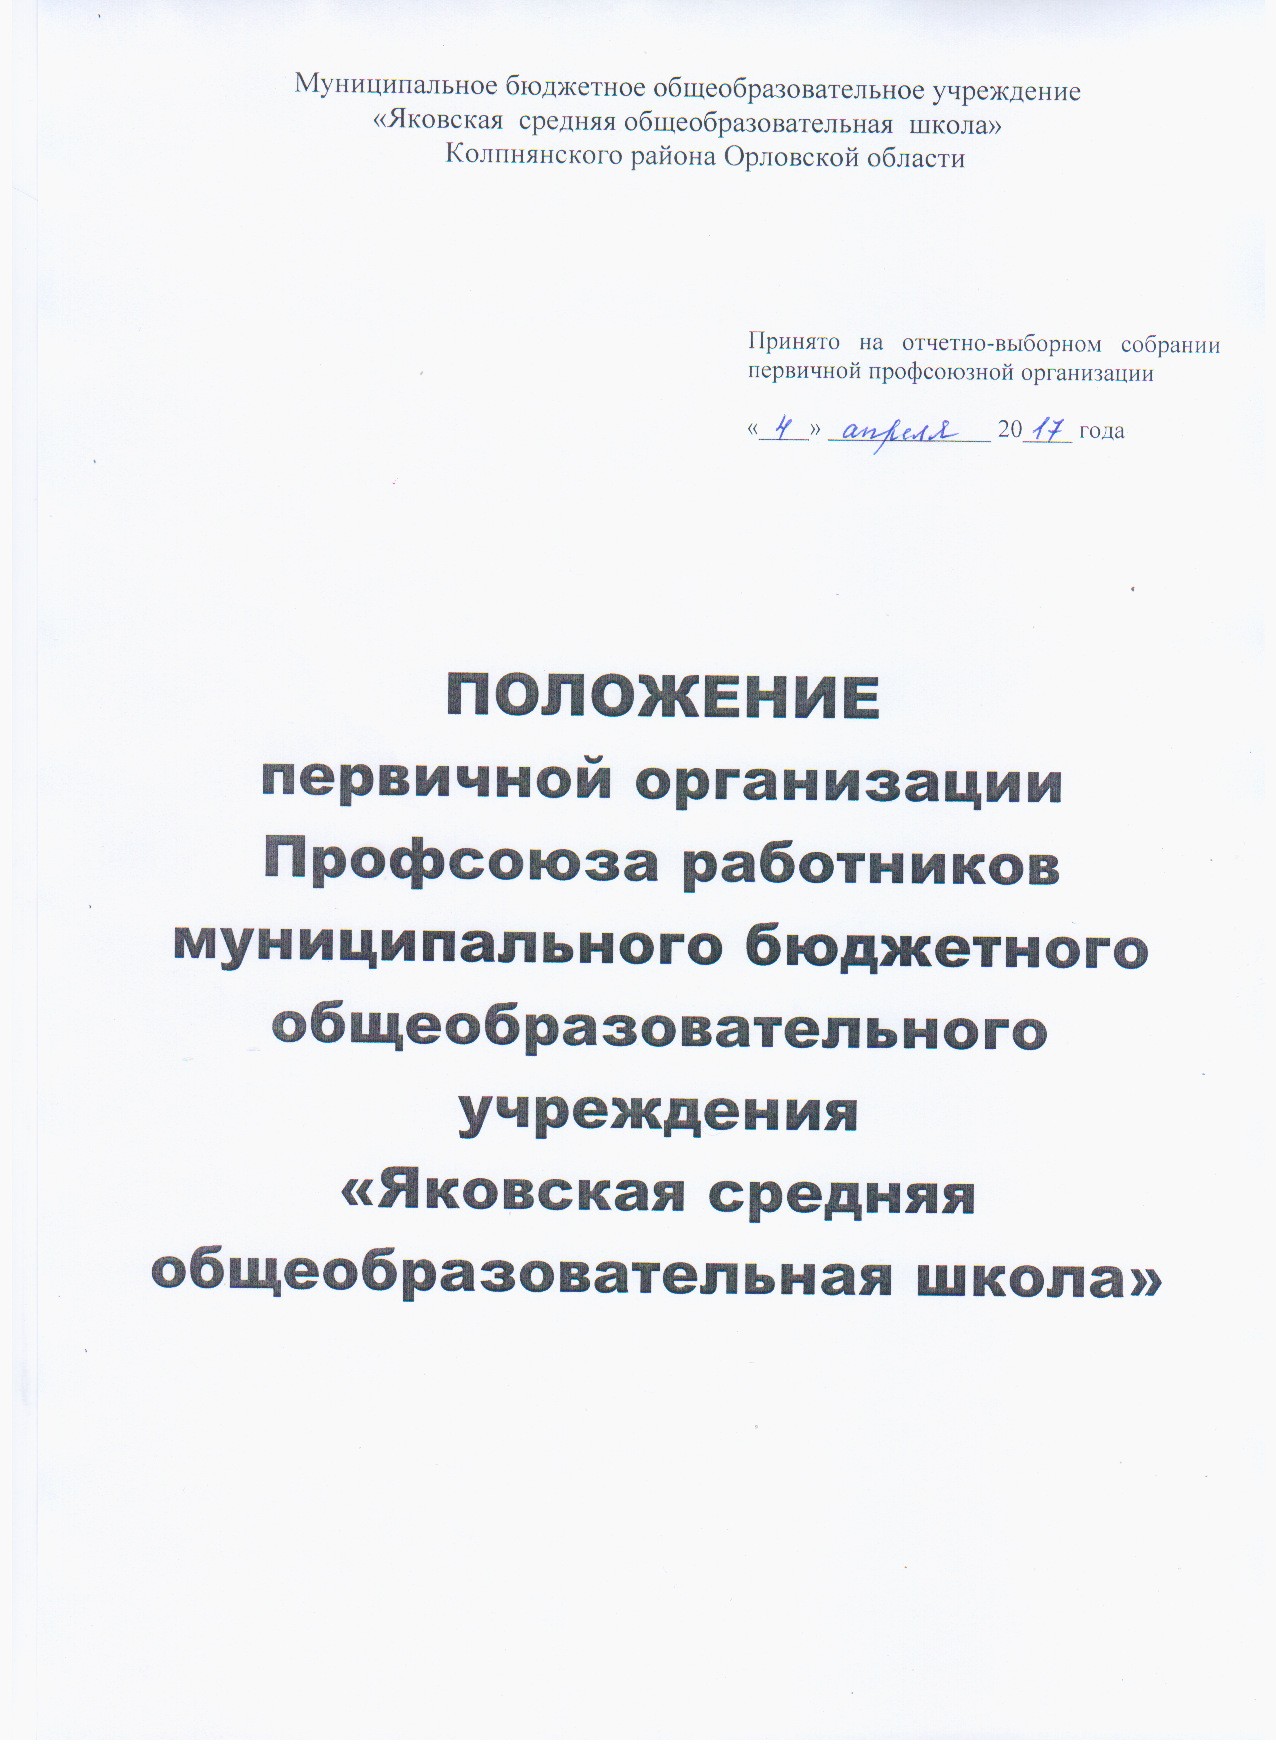 Муниципальное бюджетное общеобразовательное учреждение
«Яковская средняя общеобразовательная школа»
Колпнянского района Орловской области
Принято на отчетно-выборном собрании
первичной профсоюзной организации
«4» апреля 2017 года
ПОЛОЖЕНИЕ
первичной организации
Профсоюза работников
муниципального бюджетного
общеобразовательного
учреждения
«Яковская средняя
общеобразовательная школа»